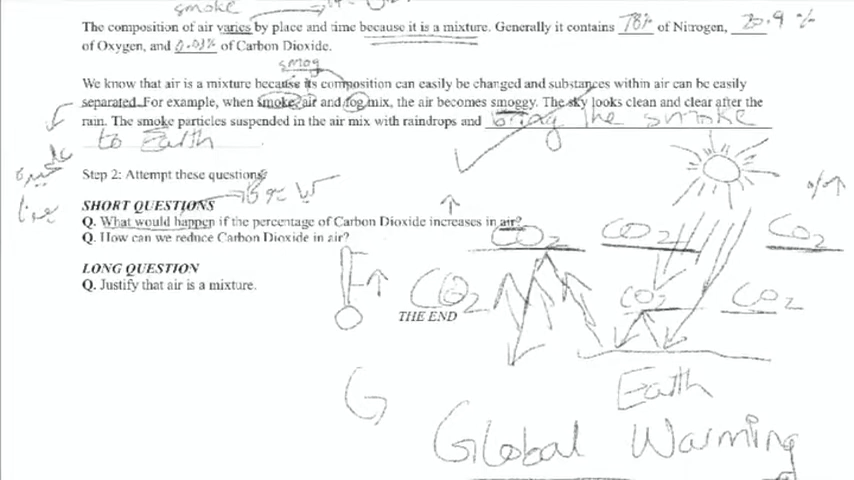 smoke
The composition of air varies by place and time because it is a mixture. Generally it contains 78% of Nitrogen, 20.9 %
of Oxygen, and 0.03% of Carbon Dioxide.
smog
We know that air is a mixture because its composition can easily be changed and substances within air can be easily
separated. For example, when smoke, air and fog mix, the air becomes smoggy. The sky looks clean and clear after the
rain. The smoke particles suspended in the air mix with raindrops and bring the smoke
to Earth
علیحدہ
ہونا
Step 2: Attempt these questions
کیا ہو گا
SHORT QUESTIONS
Q. What would happen if the percentage of Carbon Dioxide increases in air?
Q. How can we reduce Carbon Dioxide in air?
CO2 CO2 CO2
LONG QUESTION
Q. Justify that air is a mixture.
CO2 CO2 CO2
THE END
Earth
G
Global Warming